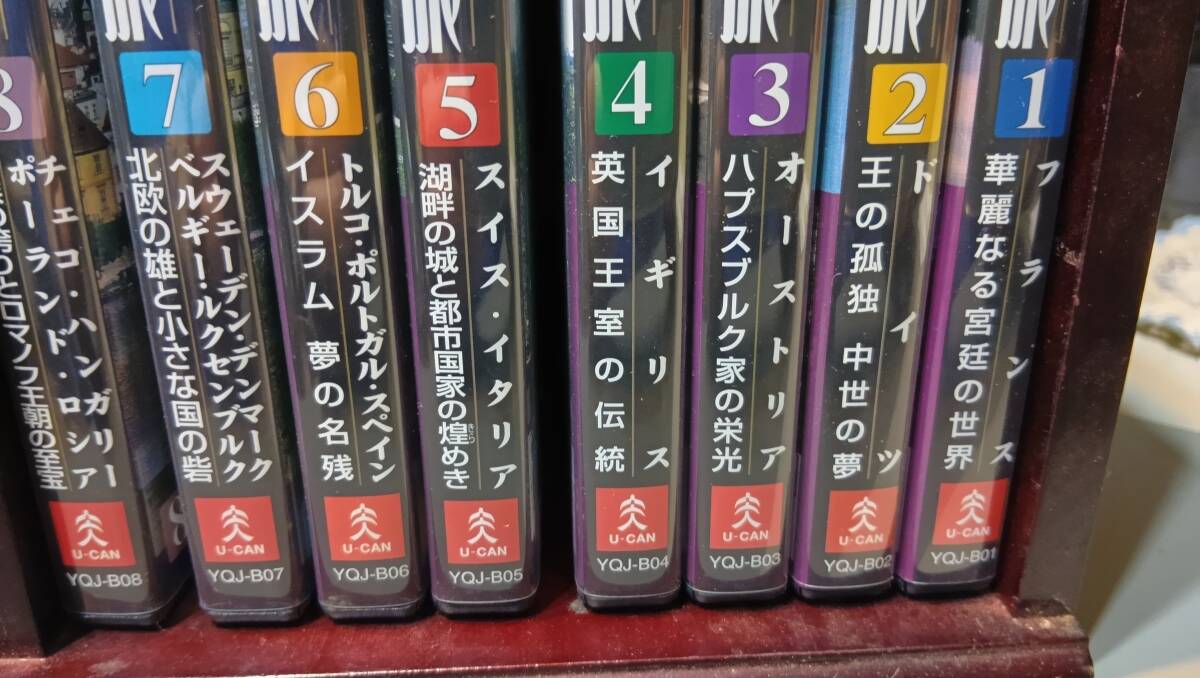 旅
1
フランス
華麗なる宮廷の世界
U-CAN
YQJ-B01
旅
2
ドイツ
王の孤独 中世の夢
U-CAN
YQJ-B02
旅
3
オーストリア
ハプスブルク家の栄光
U-CAN
YQJ-B03
旅
4
イギリス
英国王室の伝統
U-CAN
YQJ-B04
旅
5
スイス・イタリア
湖畔の城と都市国家の煌めき
きら
U-CAN
YQJ-B05
旅
6
トルコ・ポルトガル・スペイン
イスラム 夢の名残
U-CAN
YQJ-B06
旅
7
スウェーデン・デンマーク
ベルギー・ルクセンブルク
北欧の雄と小さな国の砦
U-CAN
YQJ-B07
8
チェコ・ハンガリー
ポーランド・ロシア
の誇りとロマノフ王朝の至宝
U-CAN
YQJ-B08